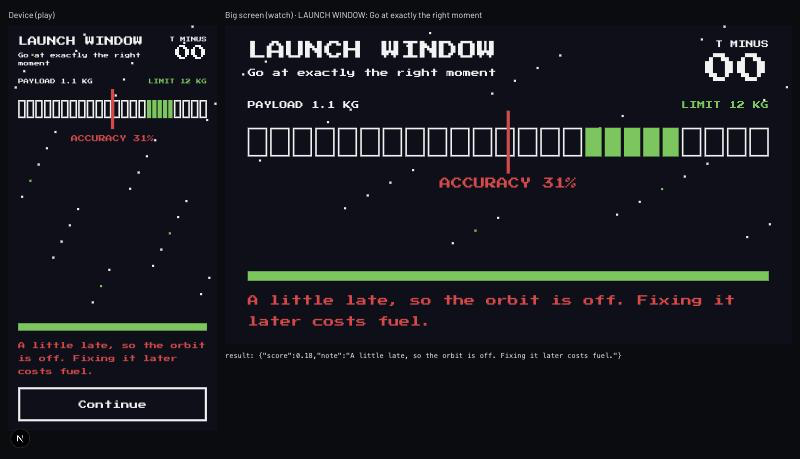 Device (play)
LAUNCH WINDOW
T MINUS
Go at exactly the right
moment
00
PAYLOAD 1.1 KG
LIMIT 12 KG
ACCURACY 31%
A little late, so the orbit
is off. Fixing it later
costs fuel.
Continue
N
Big screen (watch) · LAUNCH WINDOW: Go at exactly the right moment
LAUNCH WINDOW
T MINUS
Go at exactly the right moment
00
PAYLOAD 1.1 KG
LIMIT 12 KG
ACCURACY 31%
A little late, so the orbit is off. Fixing it
later costs fuel.
result: {"score":0.18,"note":"A little late, so the orbit is off. Fixing it later costs fuel."}